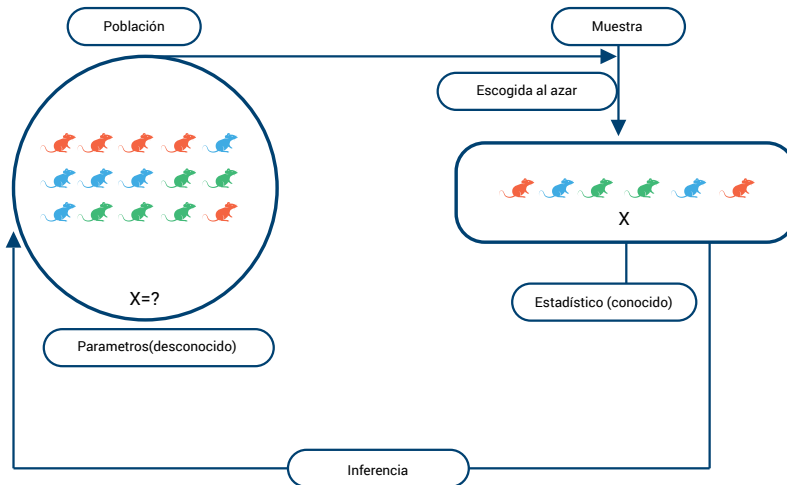 Población
Muestra
Escogida al azar
X
X=?
Estadístico (conocido)
Parametros(desconocido)
Inferencia